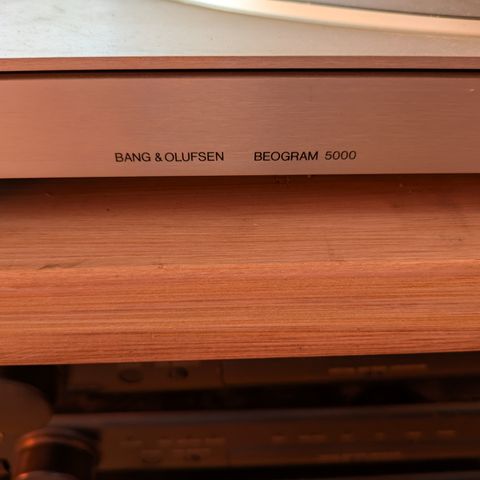 BANG & OLUFSEN BEOGRAM 5000